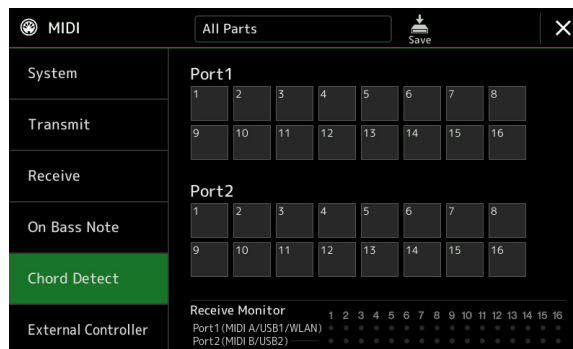 MIDI
All Parts
Save
System
Transmit
Receive
On Bass Note
Chord Detect
External Controller
Port1
1 2 3 4 5 6 7 8
9 10 11 12 13 14 15 16
Port2
1 2 3 4 5 6 7 8
9 10 11 12 13 14 15 16
Receive Monitor 1 2 3 4 5 6 7 8 9 10 11 12 13 14 15 16
Port1(MIDI A/USB1/WLAN)
Port2(MIDI B/USB2)